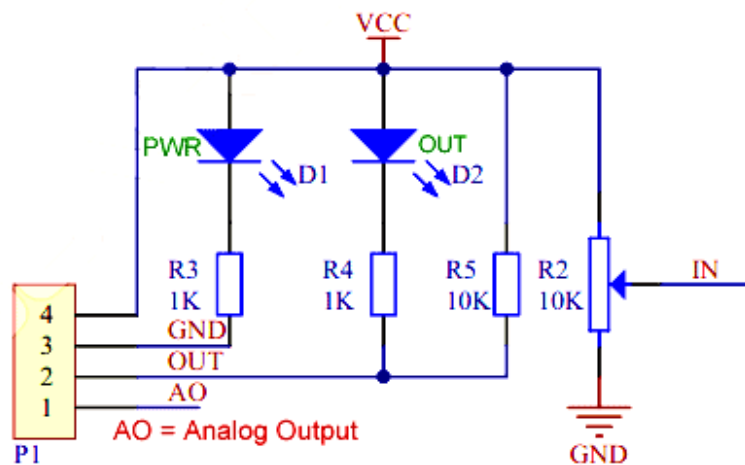 VCC
PWR
D1
OUT
D2
R3
1K
R4
1K
R5
10K
R2
10K
IN
4
3
2
1
GND
OUT
AO
AO = Analog Output
P1
GND